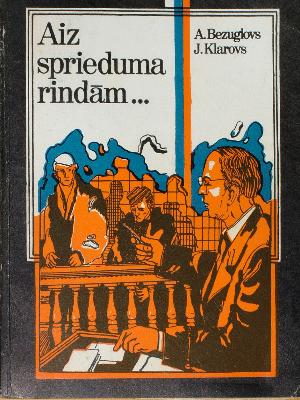 Aiz
sprieduma
rindām...
A. Bezuglovs
J. Klarovs